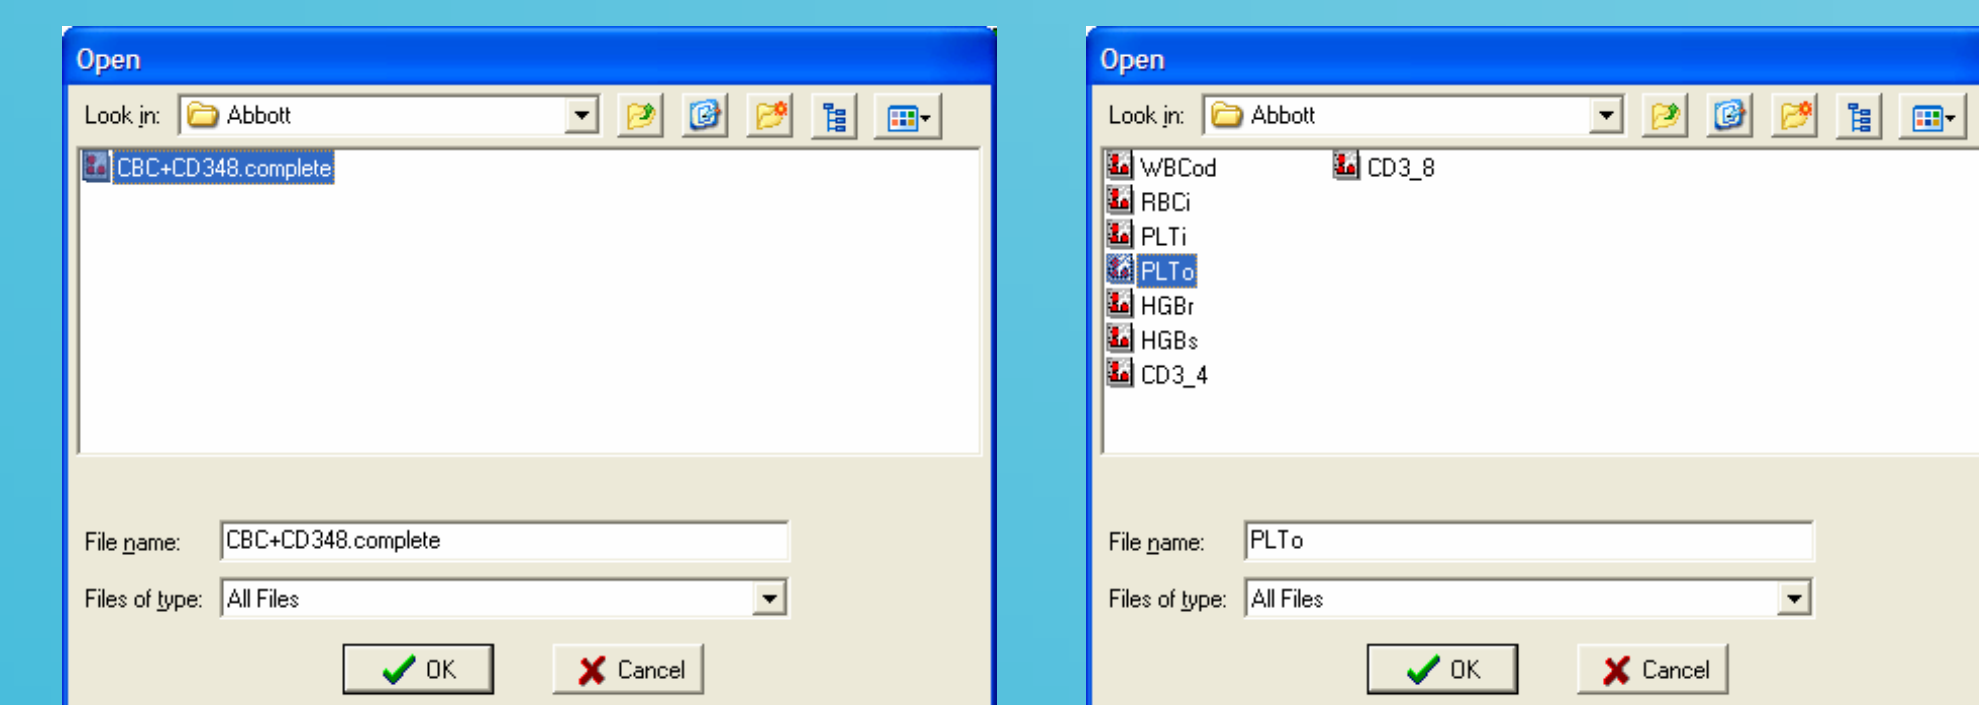 Open
Look in: Abbott
CBC+CD348.complete
File name: CBC+CD348.complete
Files of type: All Files
OK Cancel
Open
Look in: Abbott
WBCod CD3_8
RBCi
PLTi
PLTo
HGBr
HGBs
CD3_4
File name: PLTo
Files of type: All Files
OK Cancel